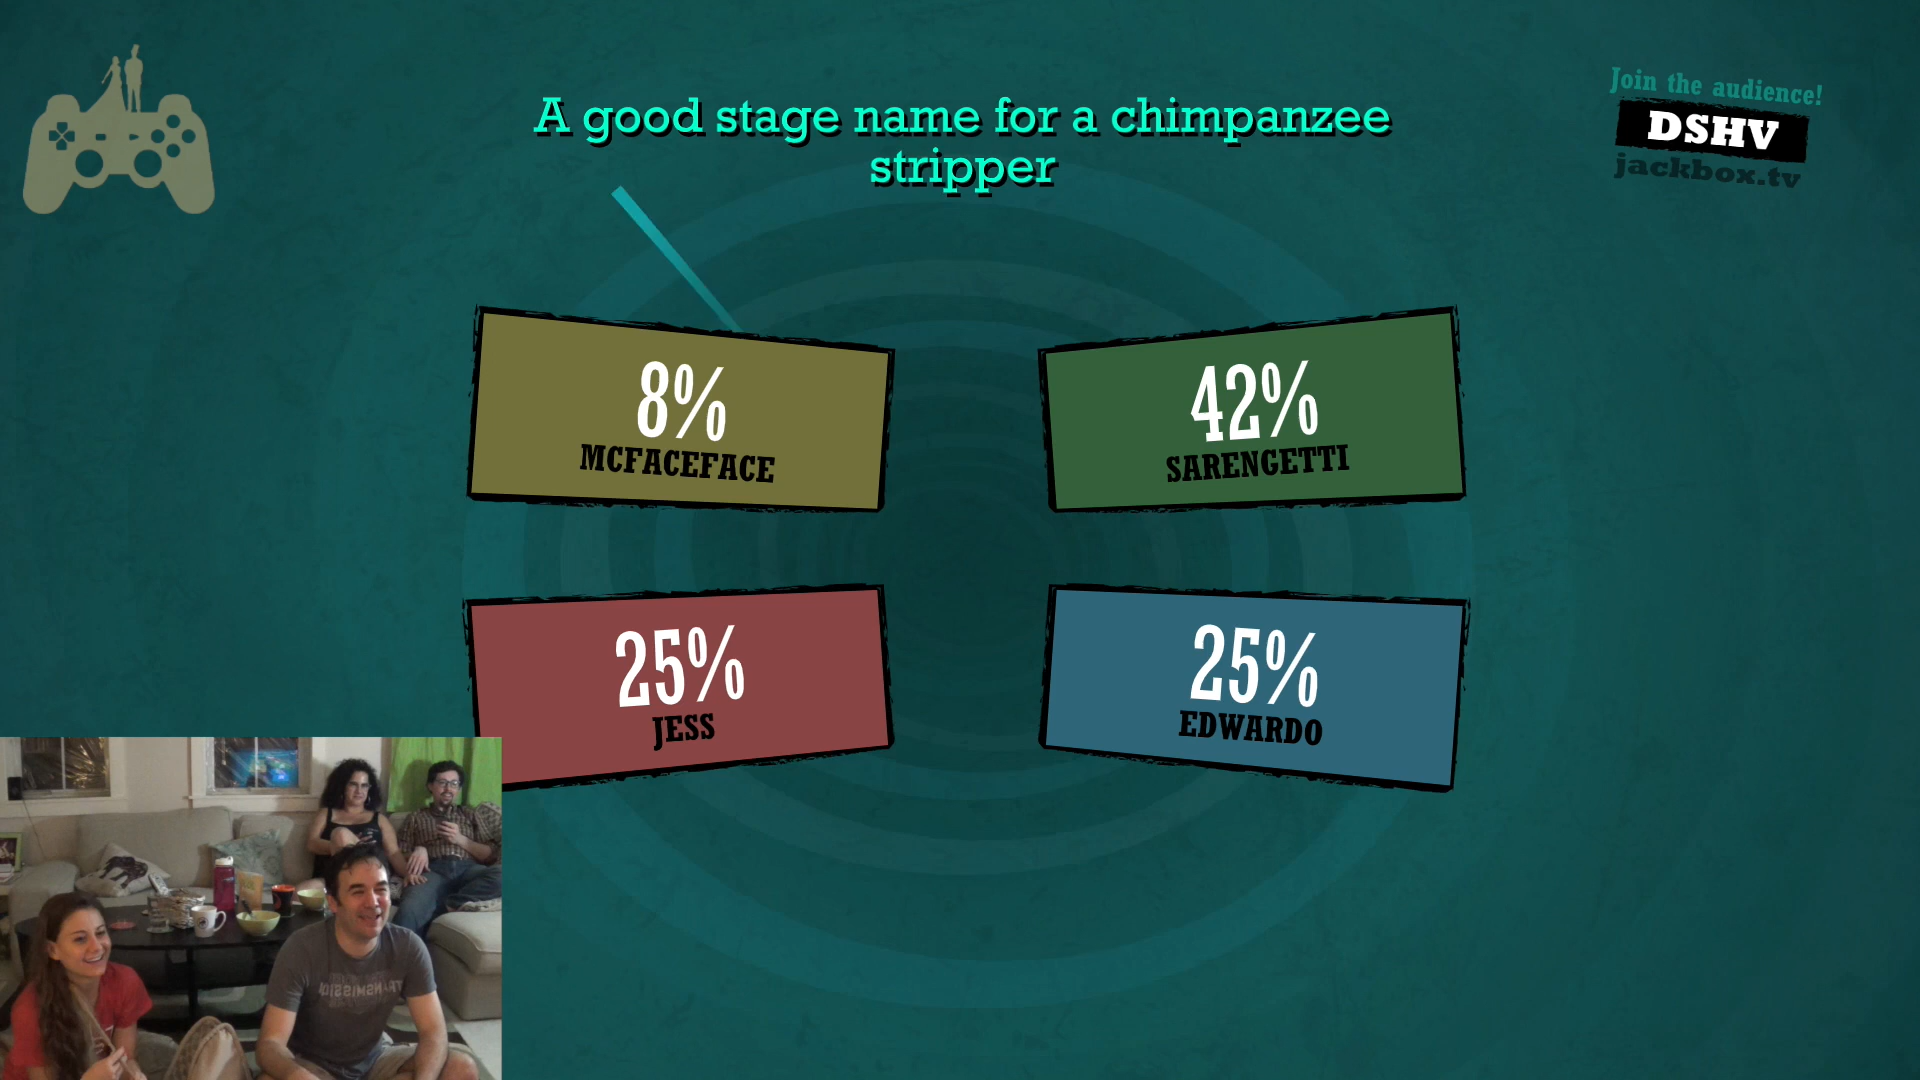 A good stage name for a chimpanzee
stripper
Join the audience!
DSHV
jackbox.tv
8%
MCFACEFACE
42%
SARENGETTI
25%
JESS
25%
EDWARDO